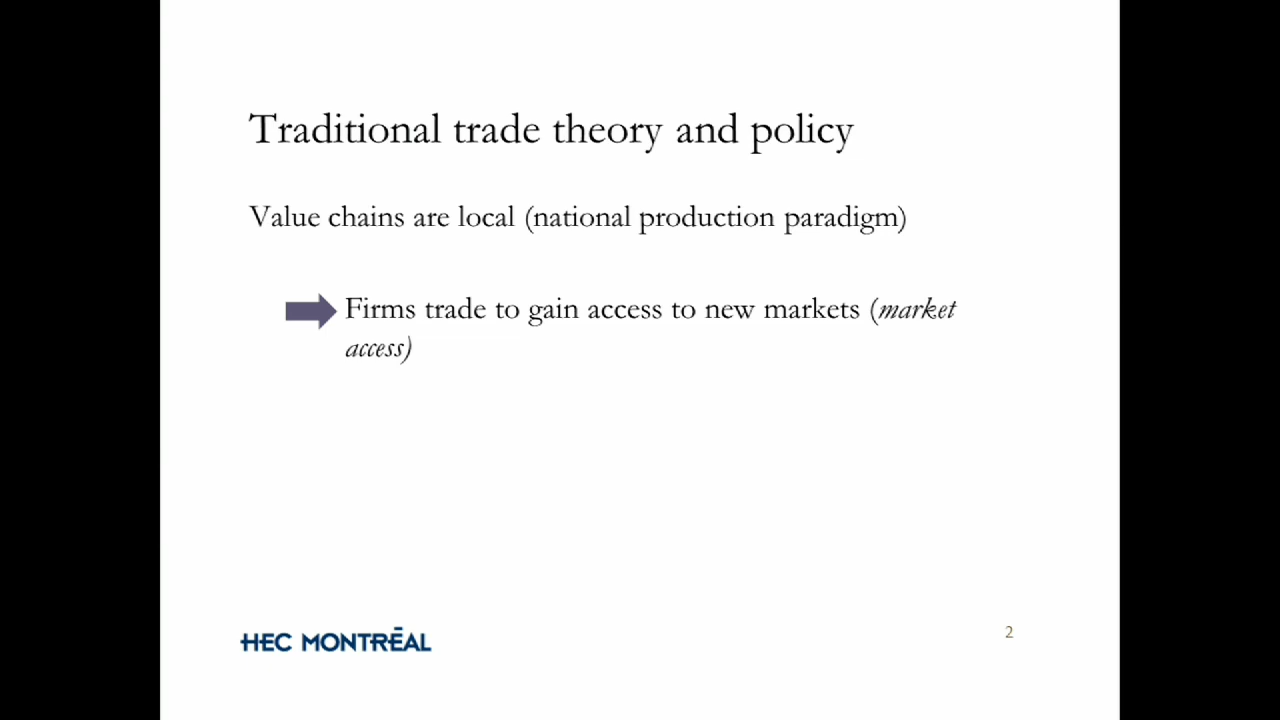 Traditional trade theory and policy
Value chains are local (national production paradigm)
Firms trade to gain access to new markets (market
access)
HEC MONTRĒAL
2